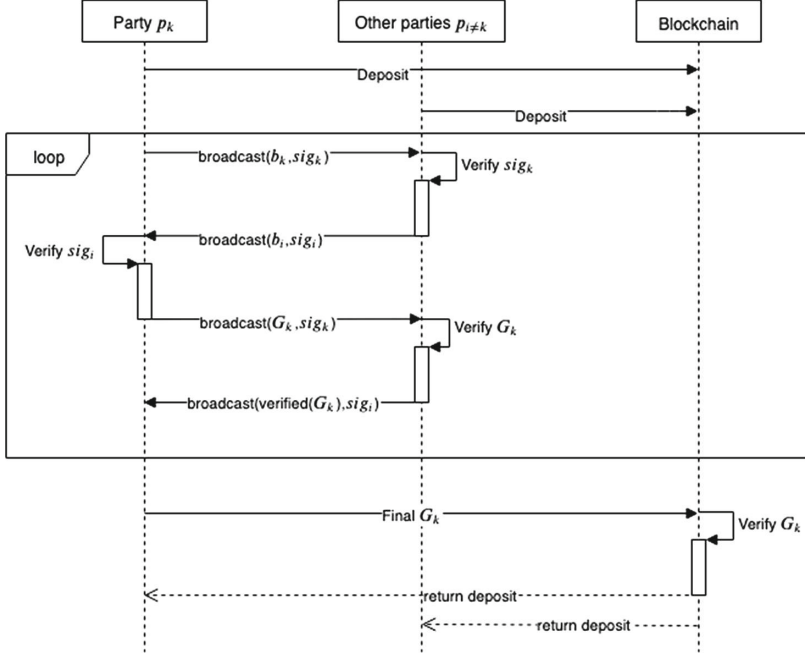 Party $p_k$
Other parties $p_{i \neq k}$
Blockchain
Deposit
Deposit
loop
broadcast($b_k$,$sig_k$)
Verify $sig_k$
broadcast($b_i$,$sig_i$)
Verify $sig_i$
broadcast($G_k$,$sig_k$)
Verify $G_k$
broadcast(verified($G_k$),$sig_i$)
Final $G_k$
Verify $G_k$
return deposit
return deposit